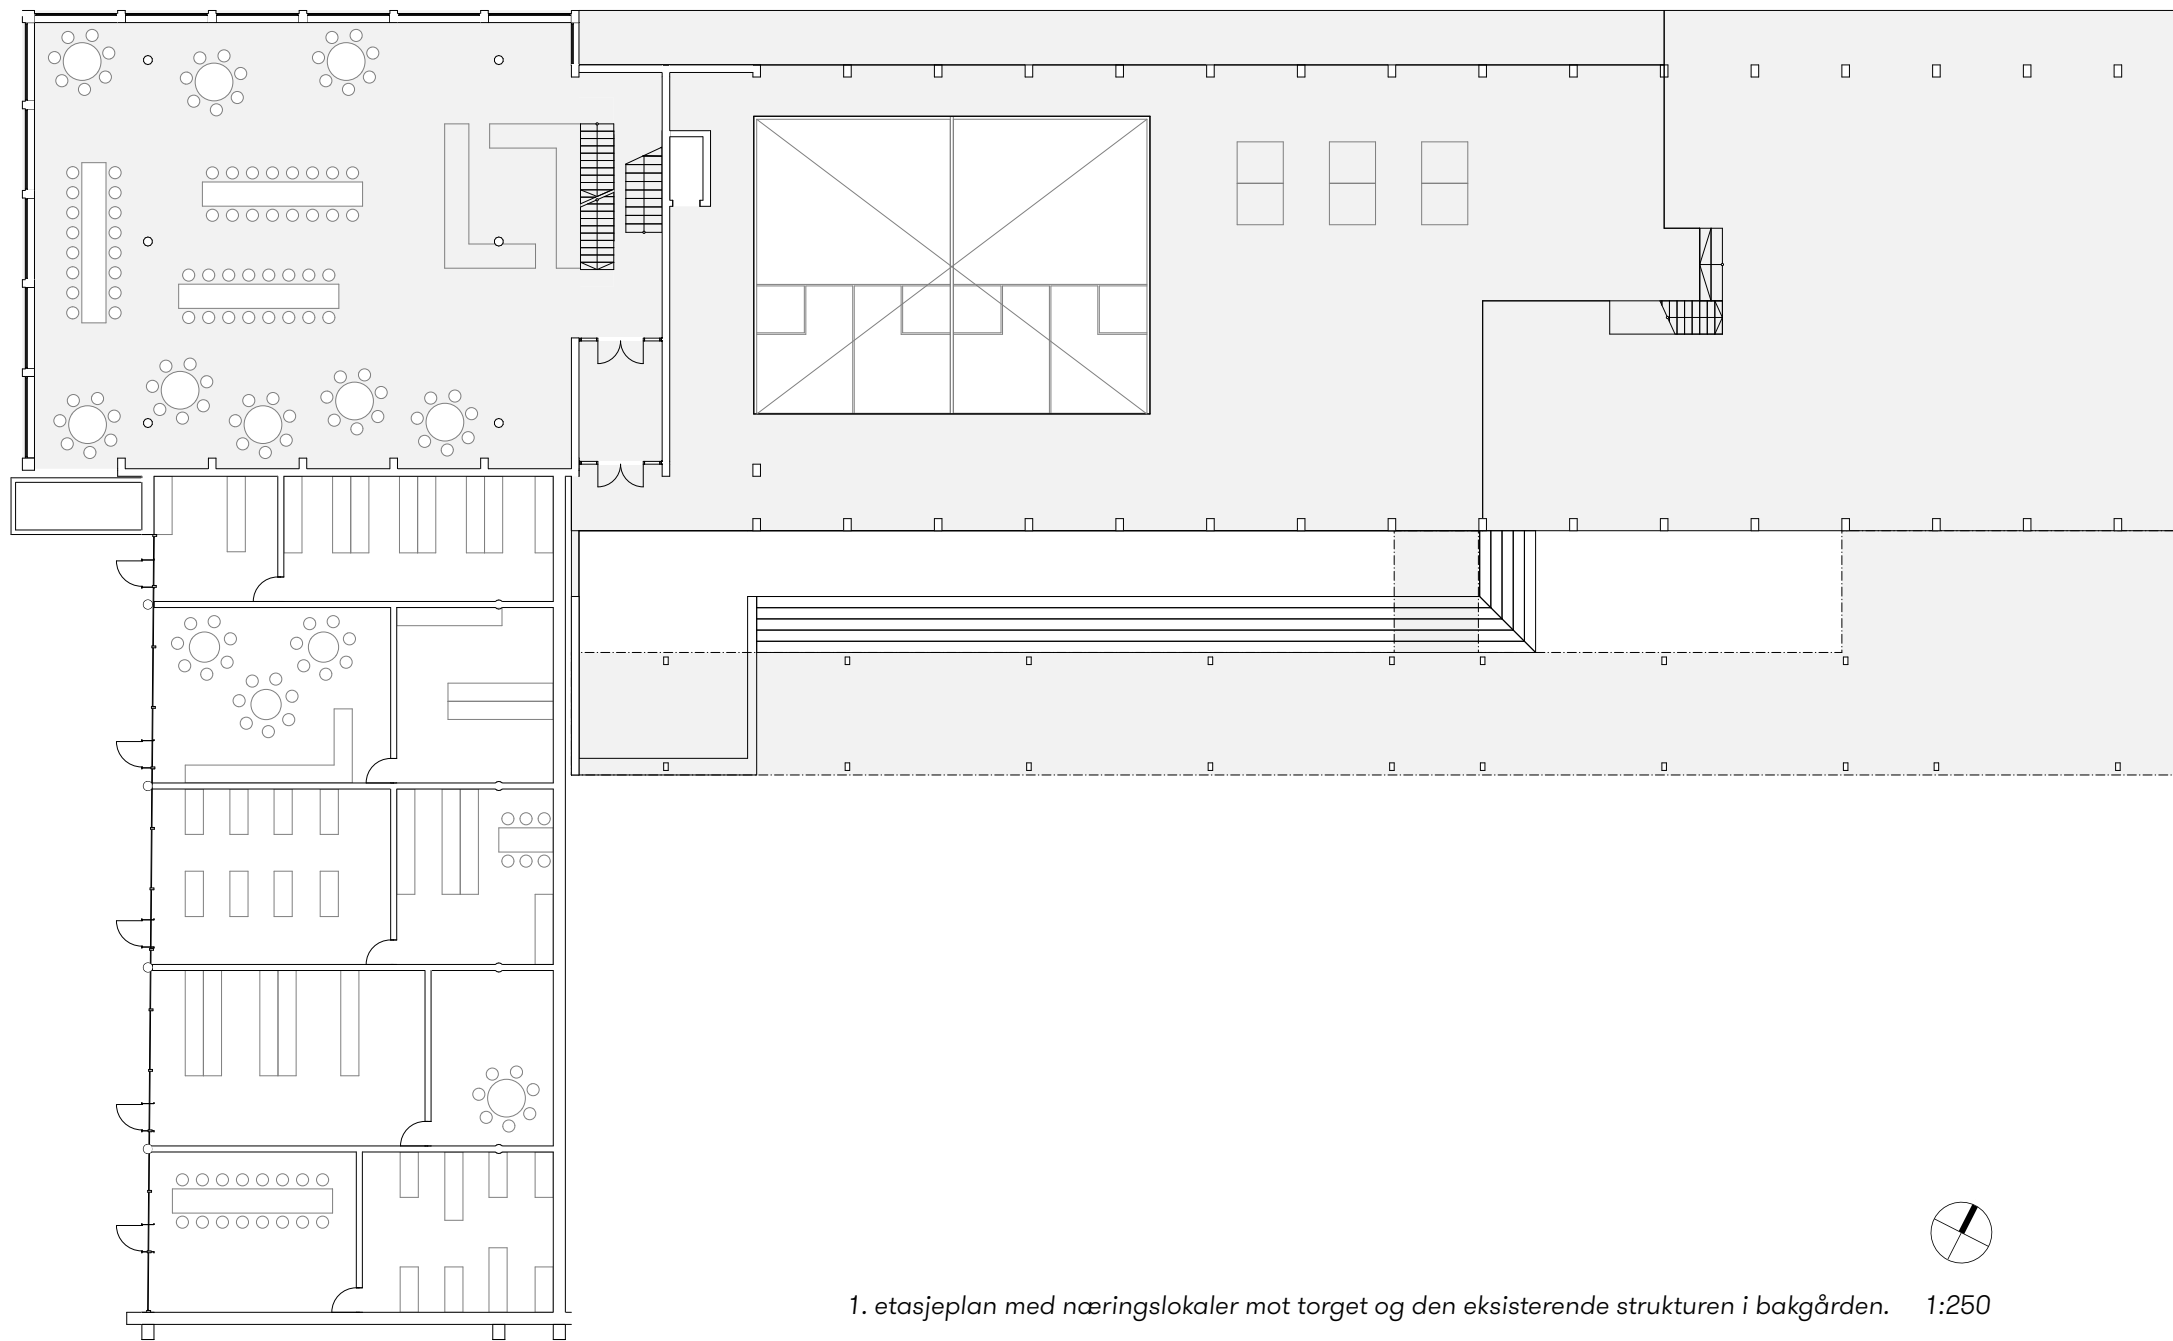 1. etasjeplan med næringslokaler mot torget og den eksisterende strukturen i bakgården. 1:250